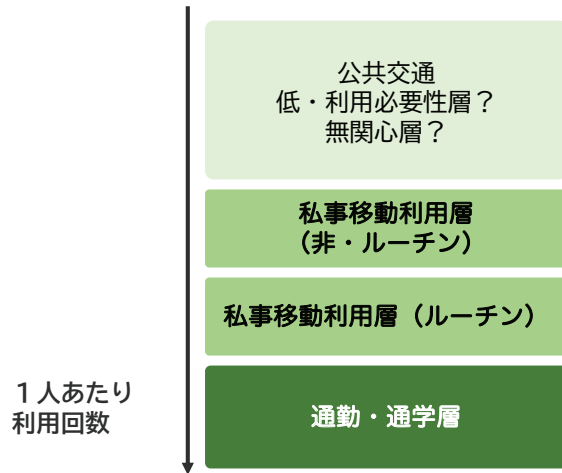 公共交通
低・利用必要性層？
無関心層？
私事移動利用層
（非・ルーチン）
私事移動利用層（ルーチン）
１人あたり
利用回数
通勤・通学層